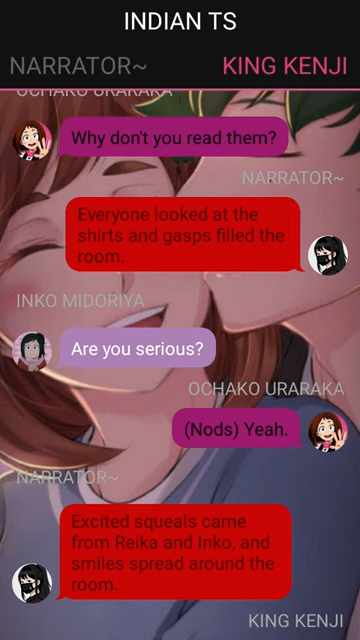 INDIAN TS
NARRATOR~ KING KENJI
OCHAKO URARAKA
Why don't you read them?
NARRATOR~
Everyone looked at the
shirts and gasps filled the
room.
INKO MIDORIYA
Are you serious?
OCHAKO URARAKA
(Nods) Yeah.
NARRATOR~
Excited squeals came
from Reika and Inko, and
smiles spread around the
room.
KING KENJI